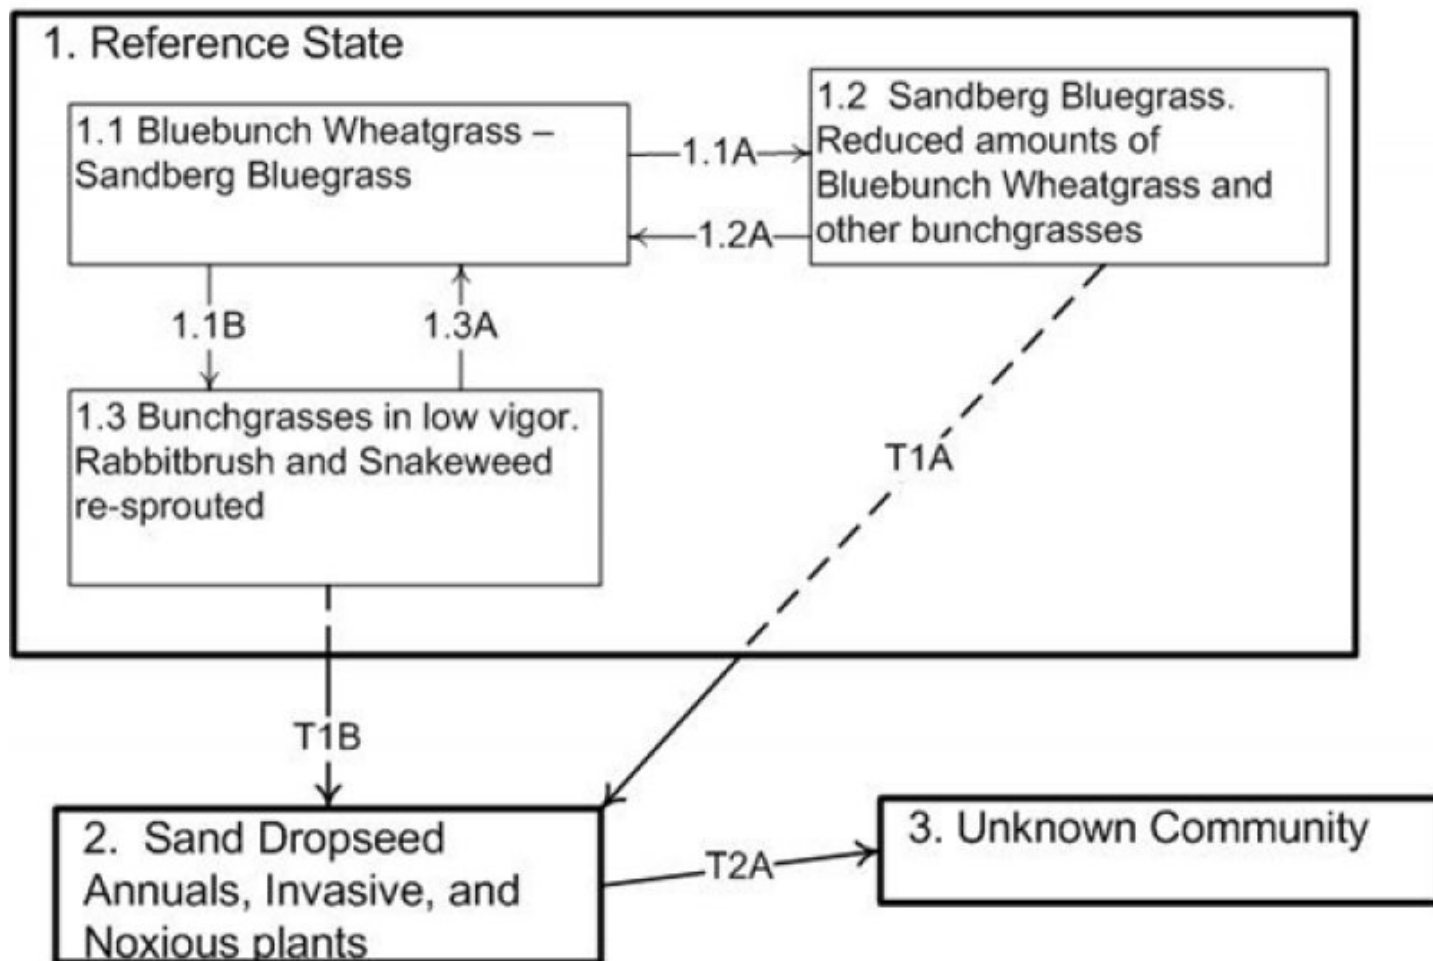 1. Reference State
1.1 Bluebunch Wheatgrass –
Sandberg Bluegrass
1.1A
1.2A
1.2 Sandberg Bluegrass.
Reduced amounts of
Bluebunch Wheatgrass and
other bunchgrasses
1.1B
1.3A
1.3 Bunchgrasses in low vigor.
Rabbitbrush and Snakeweed
re-sprouted
T1A
T1B
2. Sand Dropseed
Annuals, Invasive, and
Noxious plants
T2A
3. Unknown Community